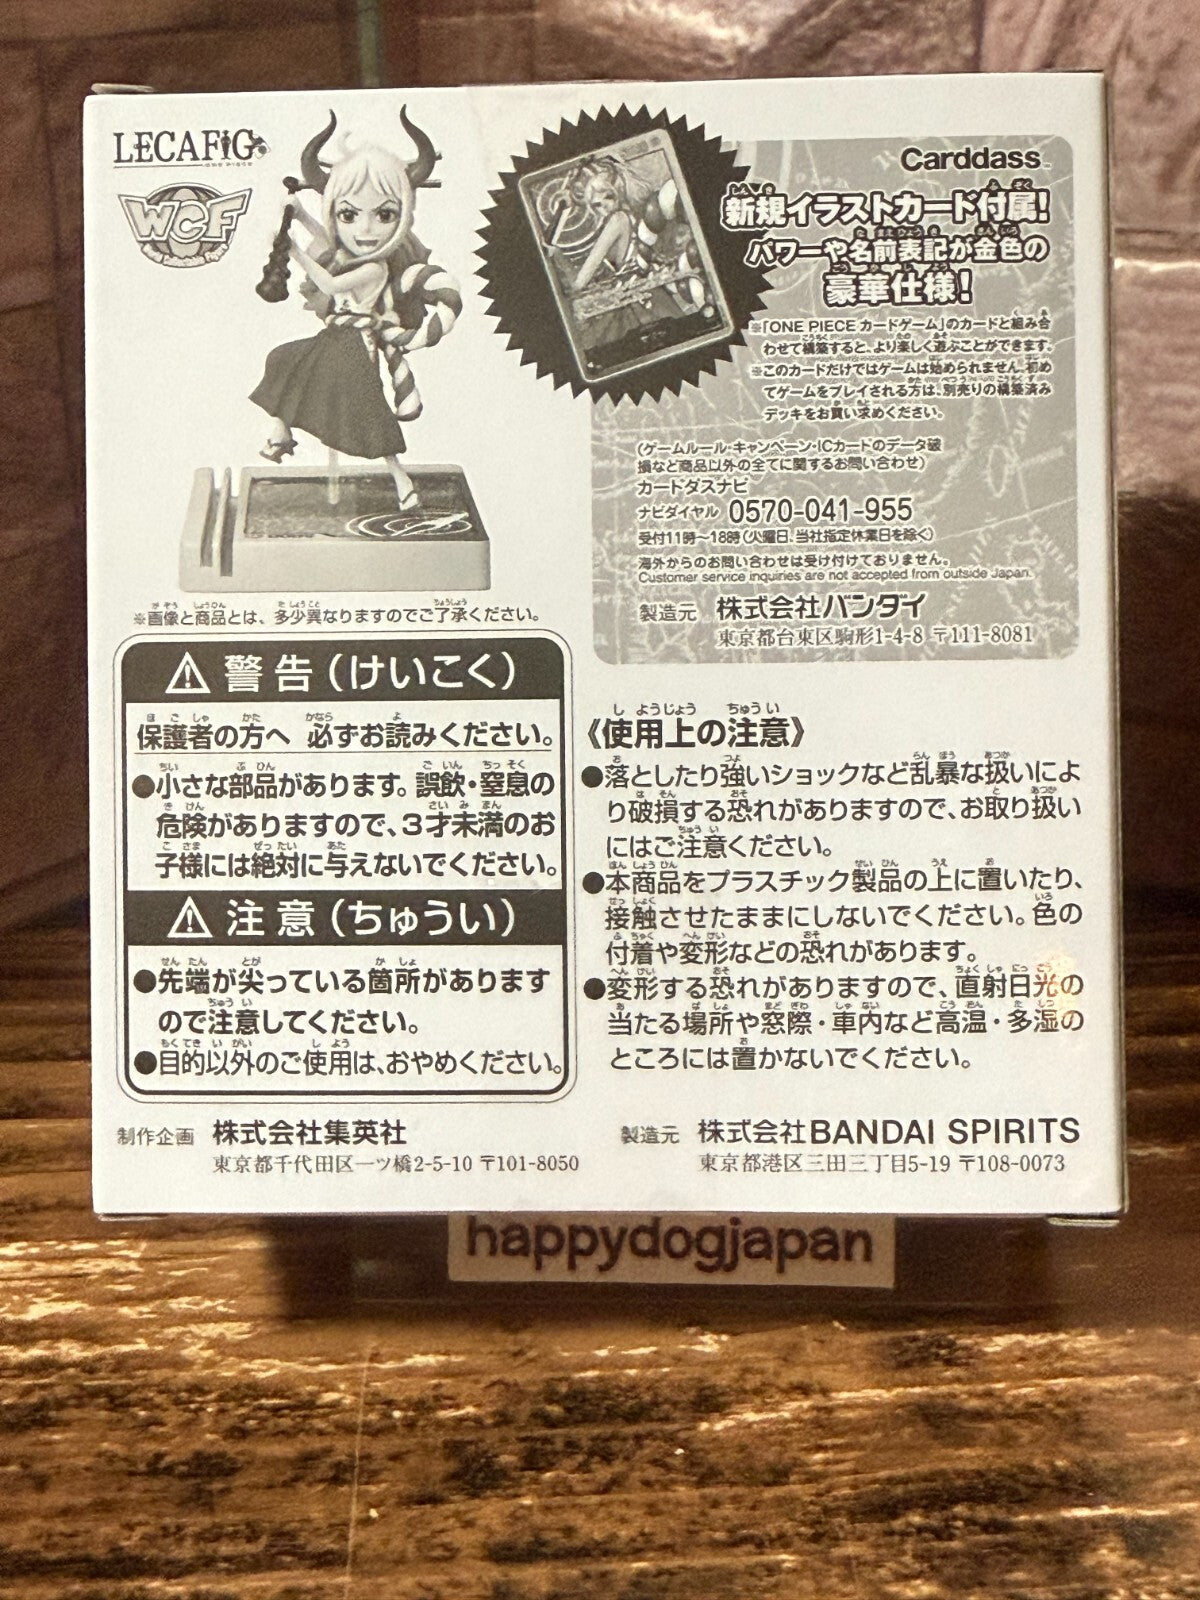 LECAFiG
ONE PIECE
WCF
World Collectable Figure
Carddass™
新規イラストカード付属!
パワーや名前表記が金色の
豪華仕様!
※「ONE PIECE カードゲーム」のカードと組み合
わせて構築すると、より楽しく遊ぶことができます。
※このカードだけではゲームは始められません。初め
てゲームをプレイされる方は、別売りの構築済み
デッキをお買い求めください。
(ゲームルール・キャンペーン・ICカードのデータ破
損など商品以外の全てに関するお問い合わせ)
カードダスナビ
ナビダイヤル 0570-041-955
受付11時~18時(火曜日、当社指定休業日を除く)
海外からのお問い合わせは受け付けておりません。
Customer service inquiries are not accepted from outside Japan.
製造元 株式会社バンダイ
東京都台東区駒形1-4-8 〒111-8081
※画像と商品とは、多少異なりますのでご了承ください。
⚠警告(けいこく)
保護者の方へ 必ずお読みください。
●小さな部品があります。誤飲・窒息の
危険がありますので、3才未満のお
子様には絶対に与えないでください。
⚠注意(ちゅうい)
●先端が尖っている箇所があります
ので注意してください。
●目的以外のご使用は、おやめください。
《使用上の注意》
●落としたり強いショックなど乱暴な扱いによ
り破損する恐れがありますので、お取り扱い
にはご注意ください。
●本商品をプラスチック製品の上に置いたり、
接触させたままにしないでください。色の
付着や変形などの恐れがあります。
●変形する恐れがありますので、直射日光の
当たる場所や窓際・車内など高温・多湿の
ところには置かないでください。
制作企画 株式会社集英社
東京都千代田区一ツ橋2-5-10 〒101-8050
製造元 株式会社BANDAI SPIRITS
東京都港区三田三丁目5-19 〒108-0073
happydogjapan